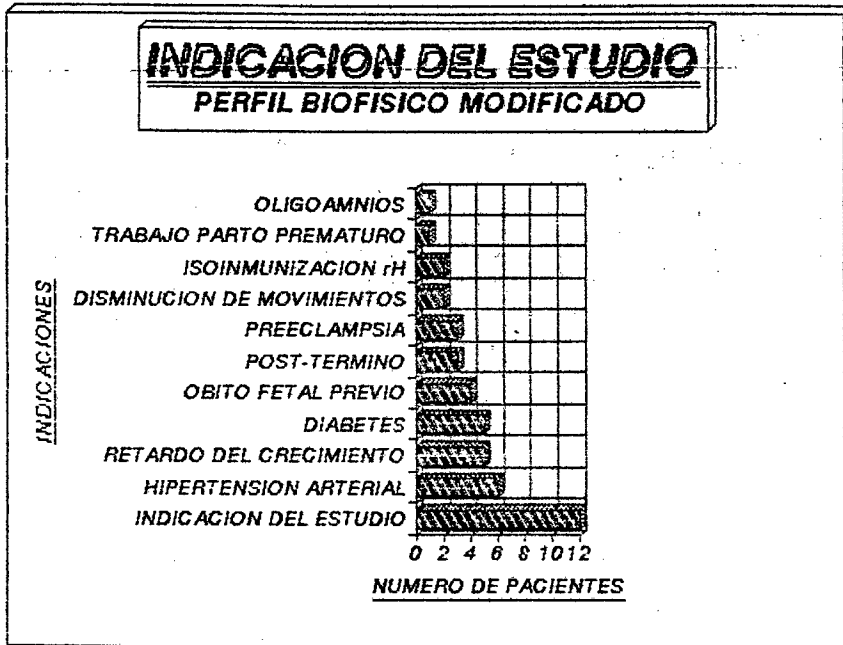 INDICACION DEL ESTUDIO
PERFIL BIOFISICO MODIFICADO
OLIGOAMNIOS
TRABAJO PARTO PREMATURO
ISOINMUNIZACION rH
DISMINUCION DE MOVIMIENTOS
PREECLAMPSIA
POST-TERMINO
OBITO FETAL PREVIO
DIABETES
RETARDO DEL CRECIMIENTO
HIPERTENSION ARTERIAL
INDICACION DEL ESTUDIO
INDICACIONES
0 2 4 6 8 10 12
NUMERO DE PACIENTES